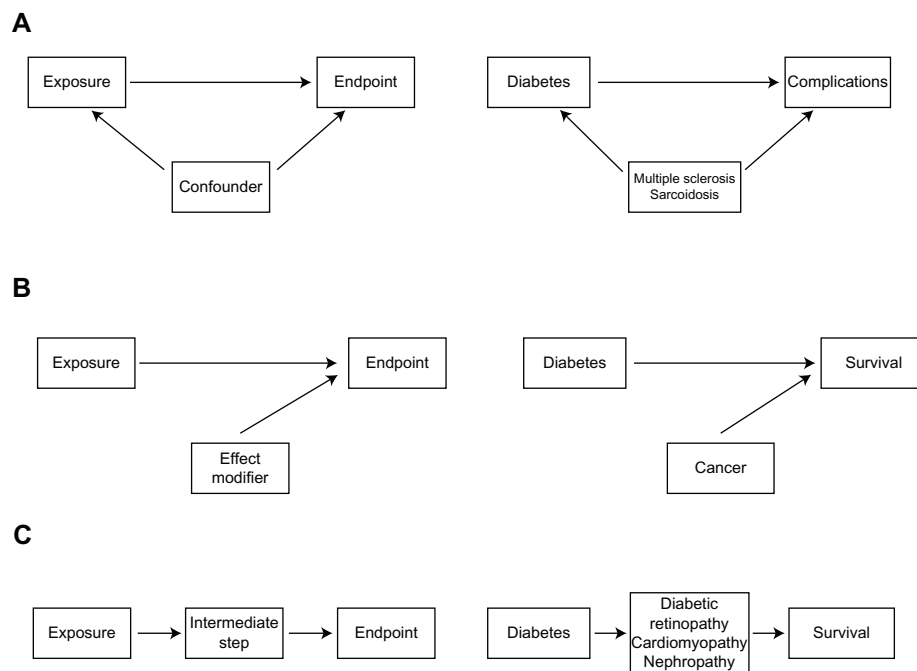 A
Exposure
Endpoint
Diabetes
Complications
Confounder
Multiple sclerosis
Sarcoidosis
B
Exposure
Endpoint
Diabetes
Survival
Effect
modifier
Cancer
C
Exposure
Intermediate
step
Endpoint
Diabetes
Diabetic
retinopathy
Cardiomyopathy
Nephropathy
Survival